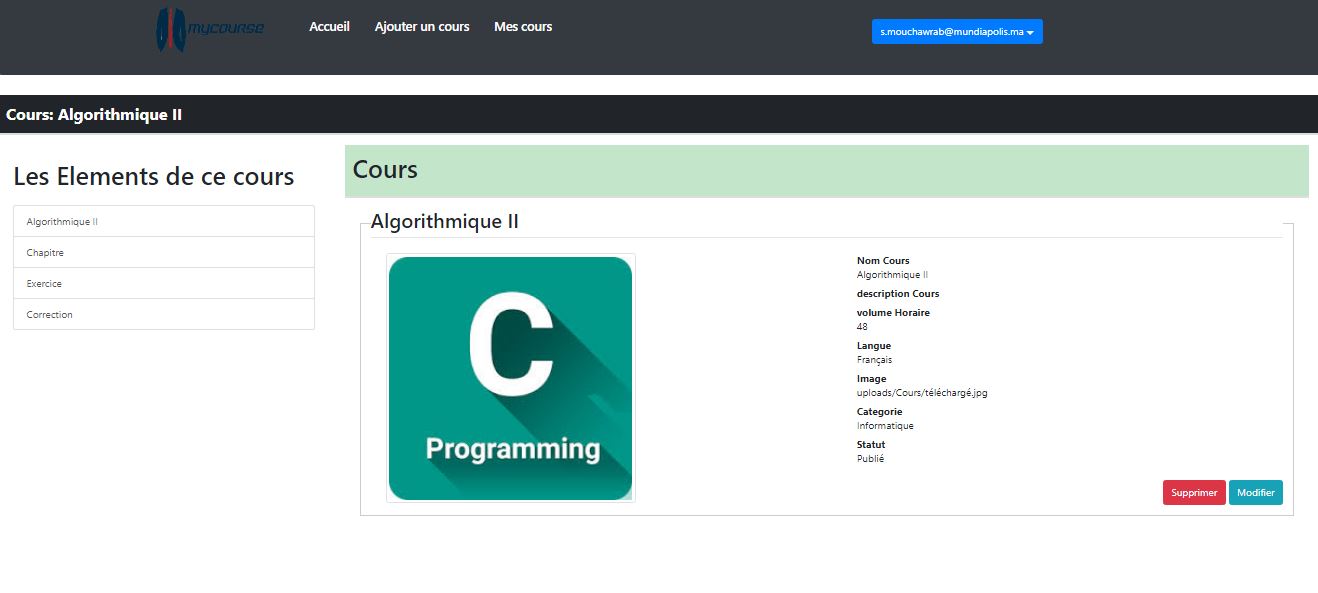 mycourse
Accueil
Ajouter un cours
Mes cours
s.mouchawrab@mundiapolis.ma
Cours: Algorithmique II
Les Elements de ce cours
Algorithmique II
Chapitre
Exercice
Correction
Cours
Algorithmique II
C
Programming
Nom Cours
Algorithmique II
description Cours
volume Horaire
48
Langue
Français
Image
uploads/Cours/téléchargé.jpg
Categorie
Informatique
Statut
Publié
Supprimer
Modifier